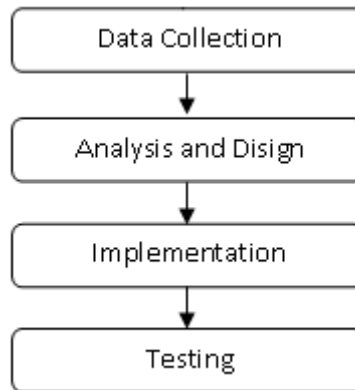 Data Collection
Analysis and Disign
Implementation
Testing